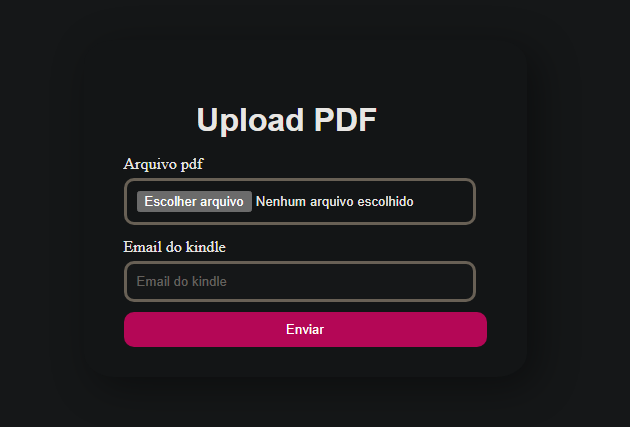 Upload PDF
Arquivo pdf
Escolher arquivo Nenhum arquivo escolhido
Email do kindle
Email do kindle
Enviar